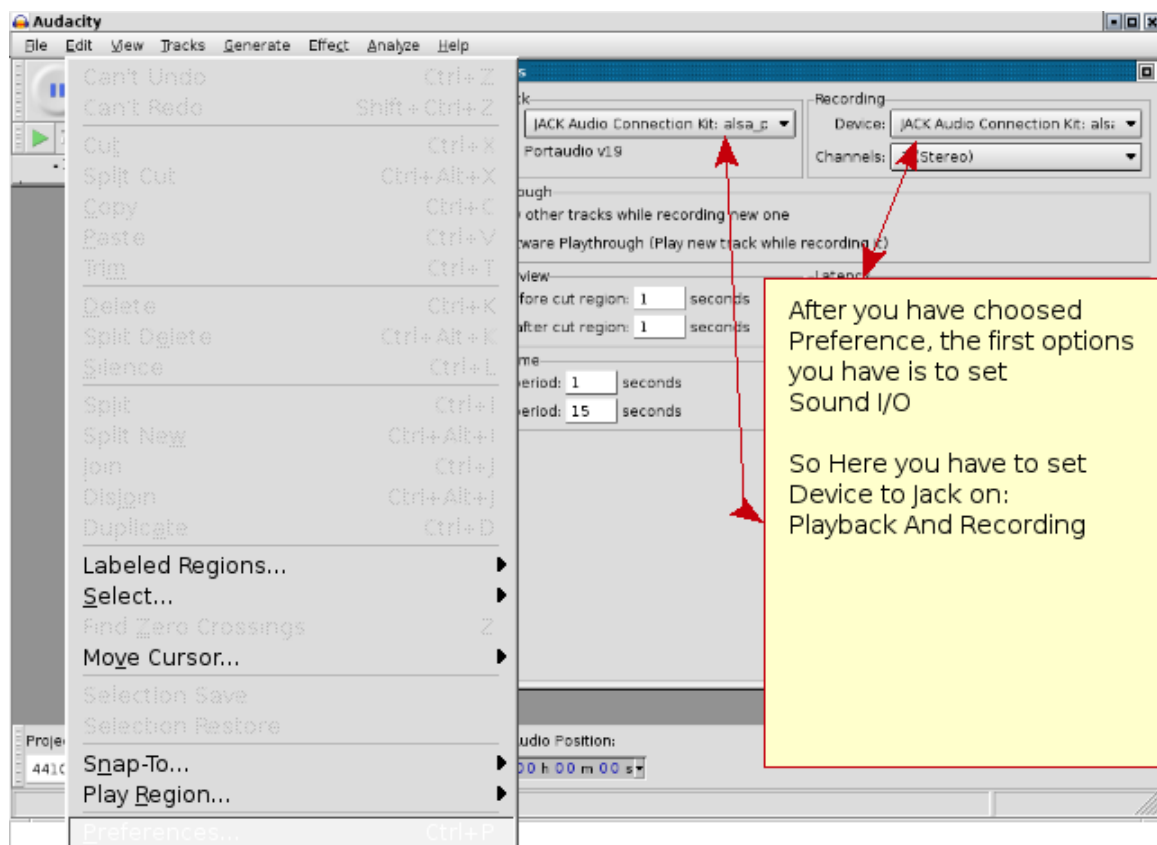 Audacity
File Edit View Tracks Generate Effect Analyze Help
Can't Undo Ctrl+Z
Can't Redo Shift+Ctrl+Z
Cut Ctrl+X
Split Cut Ctrl+Alt+X
Copy Ctrl+C
Paste Ctrl+V
Trim Ctrl+T
Delete Ctrl+K
Split Delete Ctrl+Alt+K
Silence Ctrl+L
Split Ctrl+I
Split New Ctrl+Alt+I
Join Ctrl+J
Disjoin Ctrl+Alt+J
Duplicate Ctrl+D
Labeled Regions...
Select...
Find Zero Crossings Z
Move Cursor...
Selection Save
Selection Restore
Snap-To...
Play Region...
Preferences... Ctrl+P
JACK Audio Connection Kit: alsa_p
Portaudio v19
Recording
Device: JACK Audio Connection Kit: alsa
Channels: (Stereo)
other tracks while recording new one
Playthrough (Play new track while recording it)
cut region: 1 seconds
after cut region: 1 seconds
period: 1 seconds
period: 15 seconds
Latency
After you have choosed
Preference, the first options
you have is to set
Sound I/O
So Here you have to set
Device to Jack on:
Playback And Recording
Audio Position:
00 h 00 m 00 s